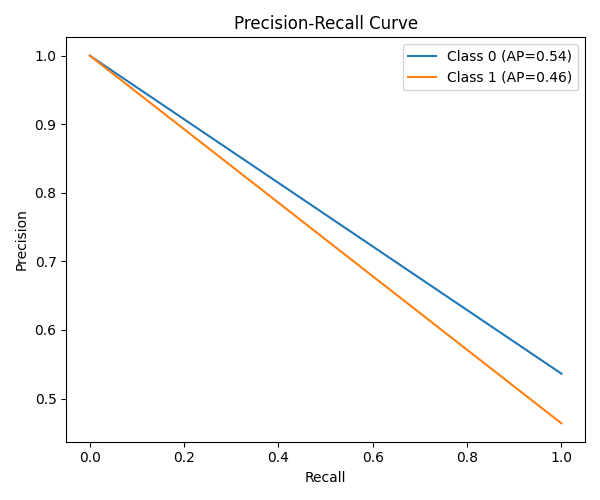 Precision-Recall Curve
Class 0 (AP=0.54)
Class 1 (AP=0.46)
Precision
1.0
0.9
0.8
0.7
0.6
0.5
0.0 0.2 0.4 0.6 0.8 1.0
Recall